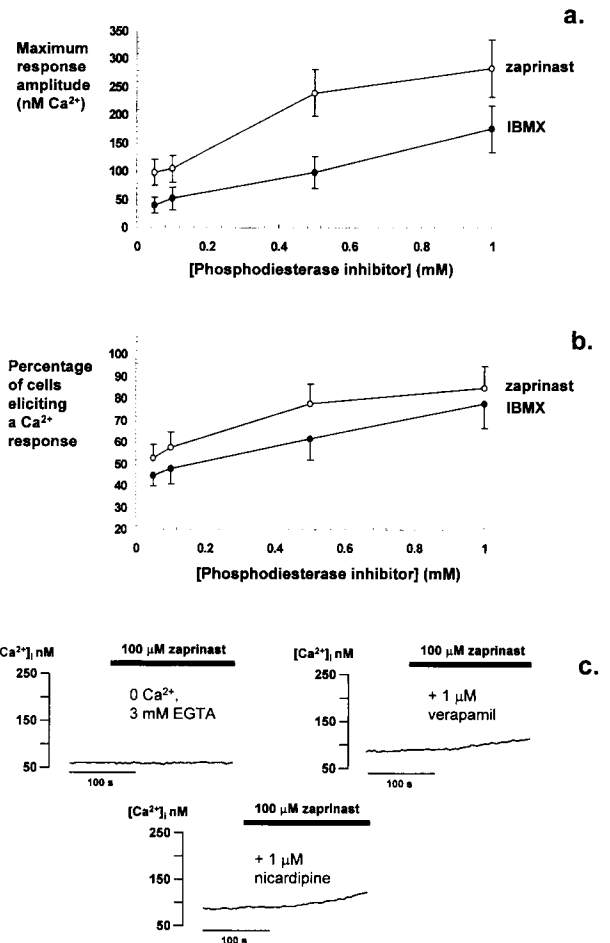 a.
Maximum
response
amplitude
(nM Ca²⁺)
350
300
250
200
150
100
50
0
zaprinast
IBMX
0 0.2 0.4 0.6 0.8 1
[Phosphodiesterase inhibitor] (mM)
b.
Percentage
of cells
eliciting
a Ca²⁺
response
100
90
80
70
60
50
40
30
20
zaprinast
IBMX
0 0.2 0.4 0.6 0.8 1
[Phosphodiesterase inhibitor] (mM)
c.
Ca²⁺]ᵢ nM
100 µM zaprinast
250
150
50
0 Ca²⁺,
3 mM EGTA
100 s
[Ca²⁺]ᵢ nM
100 µM zaprinast
250
150
50
+ 1 µM
verapamil
100 s
[Ca²⁺]ᵢ nM
100 µM zaprinast
250
150
50
+ 1 µM
nicardipine
100 s